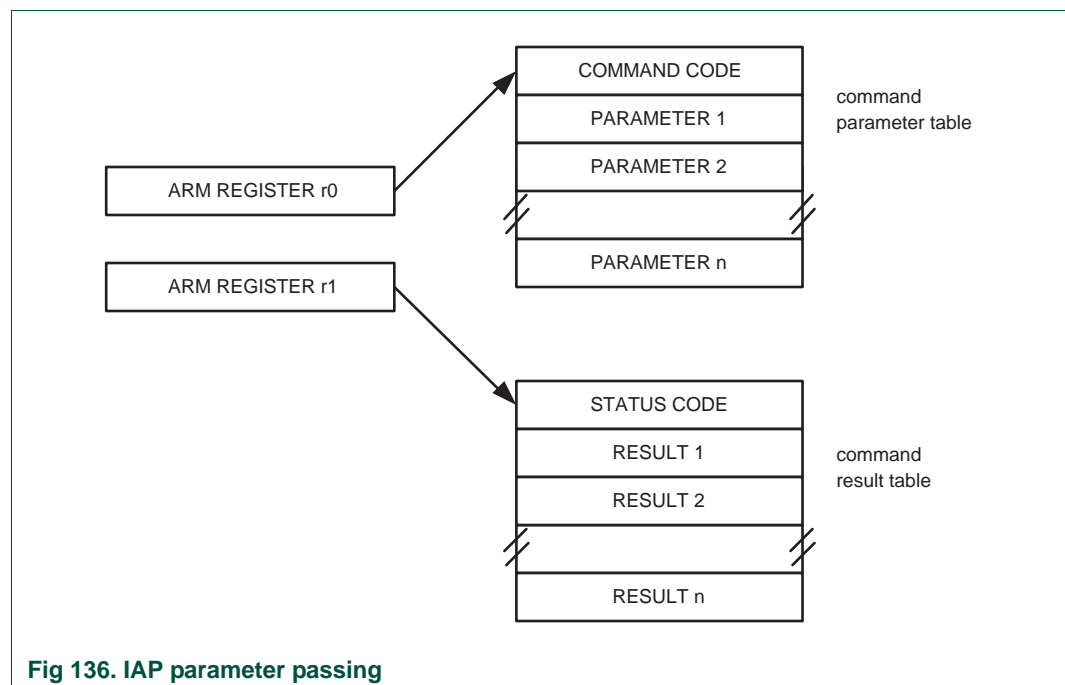 COMMAND CODE
PARAMETER 1
PARAMETER 2
PARAMETER n
command
parameter table
ARM REGISTER r0
ARM REGISTER r1
STATUS CODE
RESULT 1
RESULT 2
RESULT n
command
result table
Fig 136. IAP parameter passing